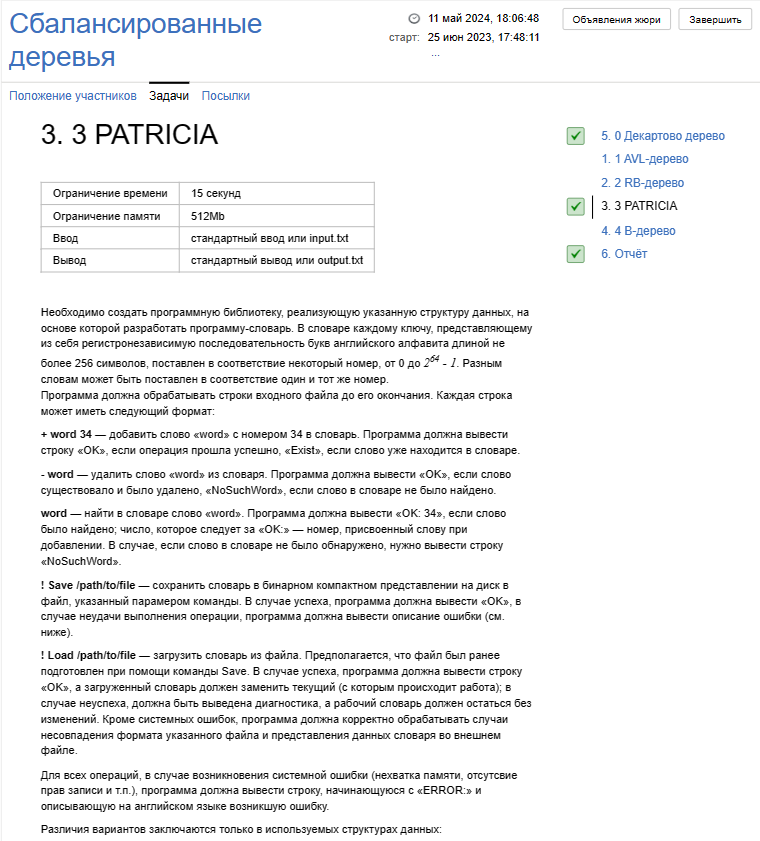 Сбалансированные
деревья
11 май 2024, 18:06:48
старт: 25 июн 2023, 17:48:11
...
Объявления жюри
Завершить
Положение участников Задачи Посылки
3. 3 PATRICIA
Ограничение времени 15 секунд
Ограничение памяти 512Mb
Ввод стандартный ввод или input.txt
Вывод стандартный вывод или output.txt
5. 0 Декартово дерево
1. 1 AVL-дерево
2. 2 RB-дерево
3. 3 PATRICIA
4. 4 B-дерево
6. Отчёт
Необходимо создать программную библиотеку, реализующую указанную структуру данных, на
основе которой разработать программу-словарь. В словаре каждому ключу, представляющему
из себя регистронезависимую последовательность букв английского алфавита длиной не
более 256 символов, поставлен в соответствие некоторый номер, от 0 до 2^64 - 1. Разным
словам может быть поставлен в соответствие один и тот же номер.
Программа должна обрабатывать строки входного файла до его окончания. Каждая строка
может иметь следующий формат:
+ word 34 — добавить слово «word» с номером 34 в словарь. Программа должна вывести
строку «OK», если операция прошла успешно, «Exist», если слово уже находится в словаре.
- word — удалить слово «word» из словаря. Программа должна вывести «OK», если слово
существовало и было удалено, «NoSuchWord», если слово в словаре не было найдено.
word — найти в словаре слово «word». Программа должна вывести «OK: 34», если слово
было найдено; число, которое следует за «OK:» — номер, присвоенный слову при
добавлении. В случае, если слово в словаре не было обнаружено, нужно вывести строку
«NoSuchWord».
! Save /path/to/file — сохранить словарь в бинарном компактном представлении на диск в
файл, указанный парамером команды. В случае успеха, программа должна вывести «OK», в
случае неудачи выполнения операции, программа должна вывести описание ошибки (см.
ниже).
! Load /path/to/file — загрузить словарь из файла. Предполагается, что файл был ранее
подготовлен при помощи команды Save. В случае успеха, программа должна вывести строку
«OK», а загруженный словарь должен заменить текущий (с которым происходит работа); в
случае неуспеха, должна быть выведена диагностика, а рабочий словарь должен остаться без
изменений. Кроме системных ошибок, программа должна корректно обрабатывать случаи
несовпадения формата указанного файла и представления данных словаря во внешнем
файле.
Для всех операций, в случае возникновения системной ошибки (нехватка памяти, отсутсвие
прав записи и т.п.), программа должна вывести строку, начинающуюся с «ERROR:» и
описывающую на английском языке возникшую ошибку.
Различия вариантов заключаются только в используемых структурах данных: